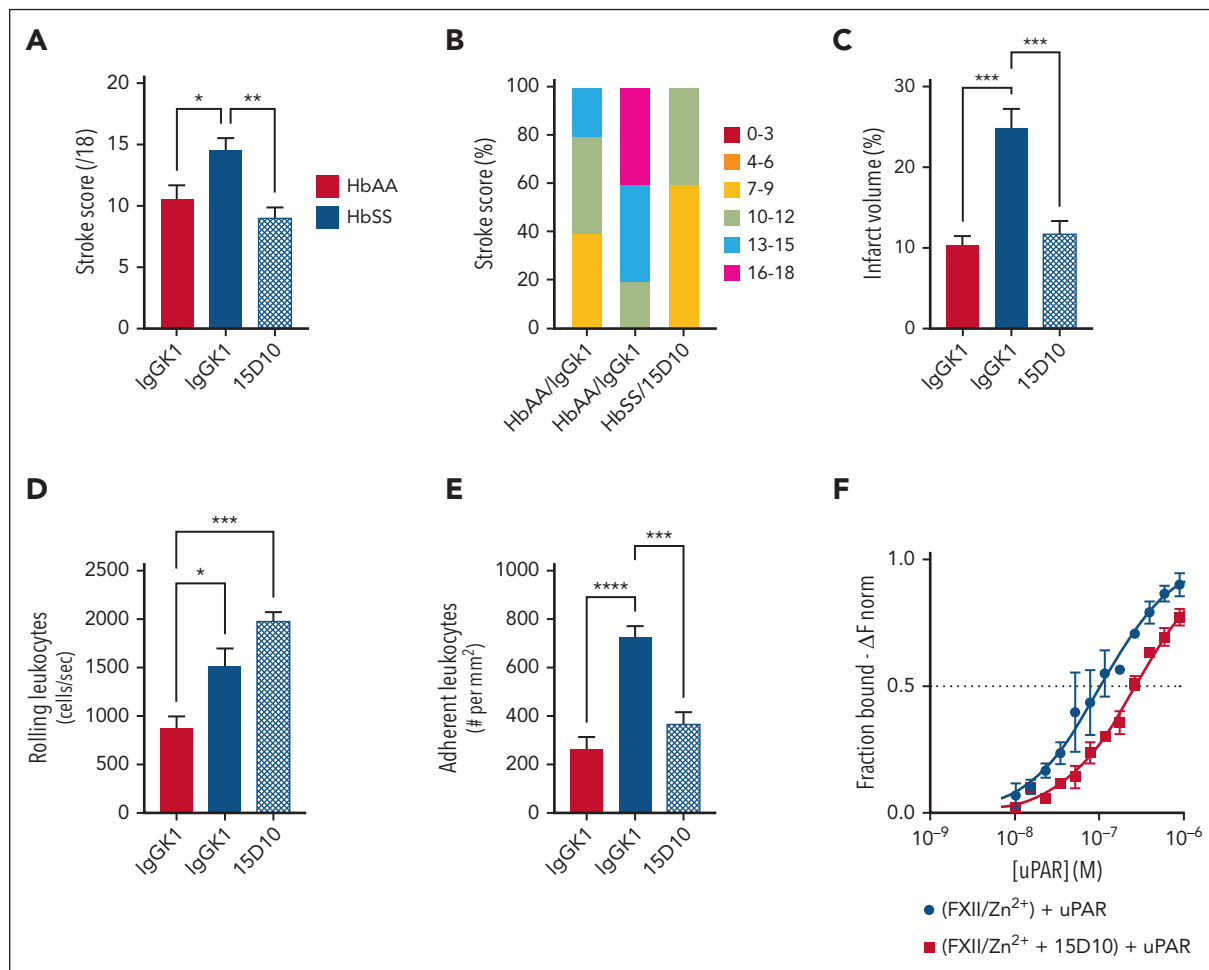 A
Stroke score (/18)
20
15
10
5
0
*
**
IgGK1
IgGK1
15D10
HbAA
HbSS
B
Stroke score (%)
100
80
60
40
20
0
HbAA/IgGk1
HbAA/IgGk1
HbSS/15D10
0-3
4-6
7-9
10-12
13-15
16-18
C
Infarct volume (%)
30
20
10
0
***
***
IgGK1
IgGK1
15D10
D
Rolling leukocytes
(cells/sec)
2500
2000
1500
1000
500
0
***
*
IgGK1
IgGK1
15D10
E
Adherent leukocytes
(# per mm²)
1000
800
600
400
200
0
****
***
IgGK1
IgGK1
15D10
F
Fraction bound - ΔF norm
1.0
0.5
0.0
10⁻⁹
10⁻⁸
10⁻⁷
10⁻⁶
[uPAR] (M)
(FXII/Zn²⁺) + uPAR
(FXII/Zn²⁺ + 15D10) + uPAR